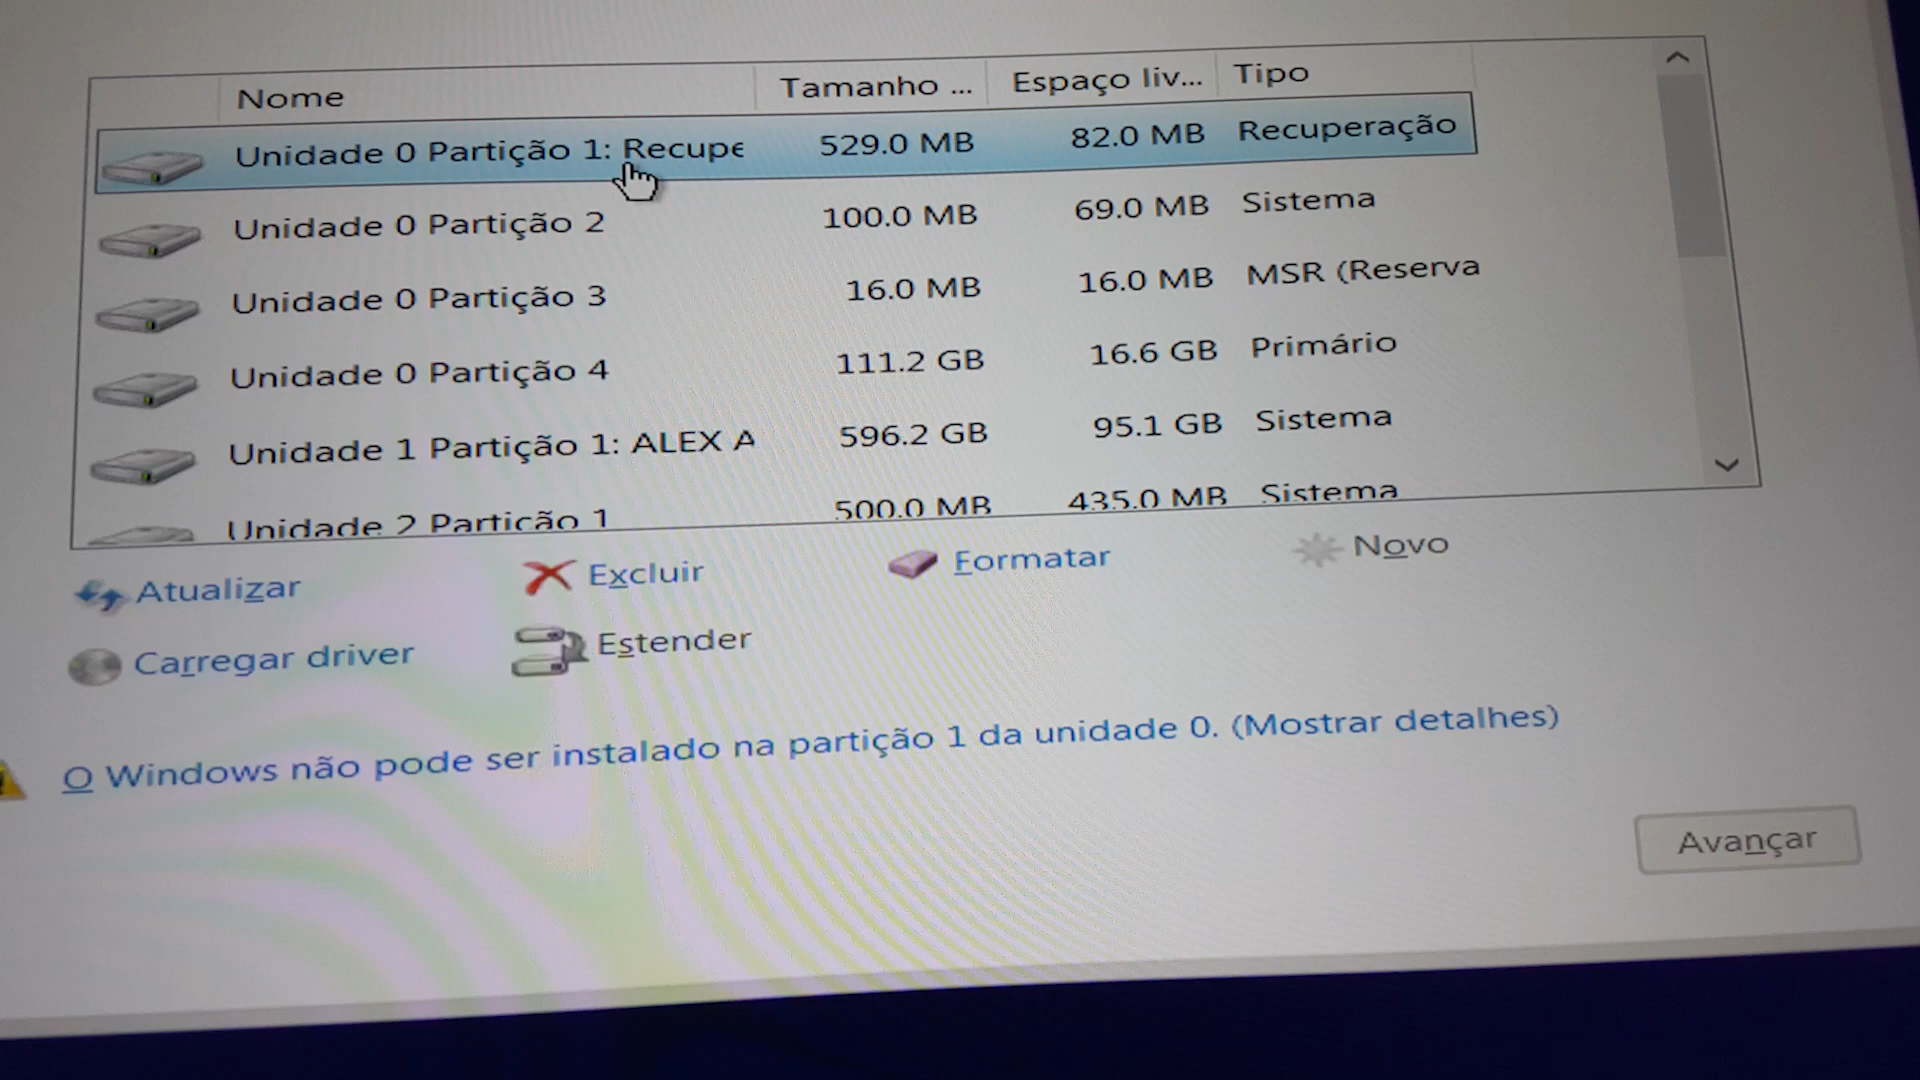 Nome Tamanho ... Espaço liv... Tipo
Unidade 0 Partição 1: Recupe 529.0 MB 82.0 MB Recuperação
Unidade 0 Partição 2 100.0 MB 69.0 MB Sistema
Unidade 0 Partição 3 16.0 MB 16.0 MB MSR (Reserva
Unidade 0 Partição 4 111.2 GB 16.6 GB Primário
Unidade 1 Partição 1: ALEX A 596.2 GB 95.1 GB Sistema
Unidade 2 Partição 1 500.0 MB 435.0 MB Sistema
Atualizar Excluir Formatar Novo
Carregar driver Estender
O Windows não pode ser instalado na partição 1 da unidade 0. (Mostrar detalhes)
Avançar